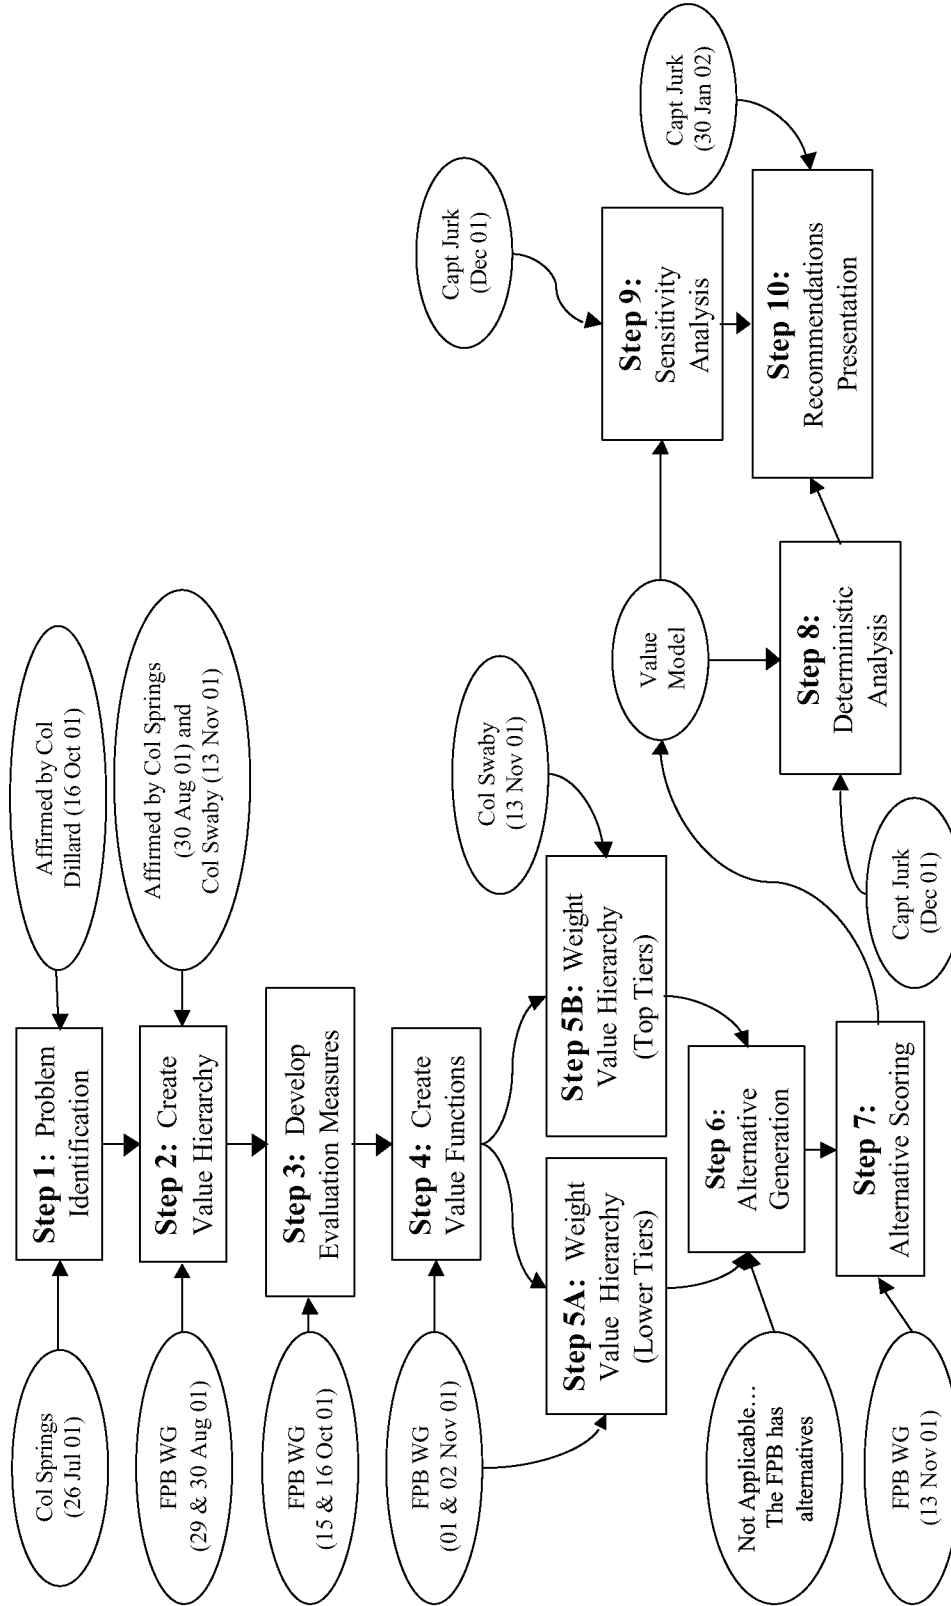 Col Springs
(26 Jul 01)
Step 1: Problem
Identification
Affirmed by Col
Dillard (16 Oct 01)
FPB WG
(29 & 30 Aug 01)
Step 2: Create
Value Hierarchy
Affirmed by Col Springs
(30 Aug 01) and
Col Swaby (13 Nov 01)
FPB WG
(15 & 16 Oct 01)
Step 3: Develop
Evaluation Measures
FPB WG
(01 & 02 Nov 01)
Step 4: Create
Value Functions
Step 5A: Weight
Value Hierarchy
(Lower Tiers)
Step 5B: Weight
Value Hierarchy
(Top Tiers)
Col Swaby
(13 Nov 01)
Not Applicable…
The FPB has
alternatives
Step 6:
Alternative
Generation
FPB WG
(13 Nov 01)
Step 7:
Alternative Scoring
Value
Model
Capt Jurk
(Dec 01)
Step 8:
Deterministic
Analysis
Capt Jurk
(Dec 01)
Step 9:
Sensitivity
Analysis
Capt Jurk
(30 Jan 02)
Step 10:
Recommendations
Presentation